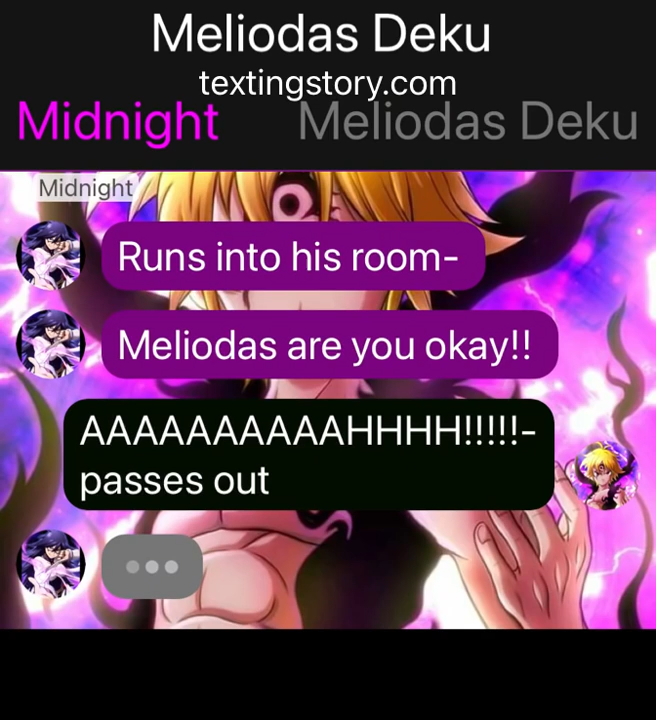 Meliodas Deku
textingstory.com
Midnight
Meliodas Deku
Midnight
Runs into his room-
Meliodas are you okay!!
AAAAAAAAAAHHHH!!!!!-
passes out